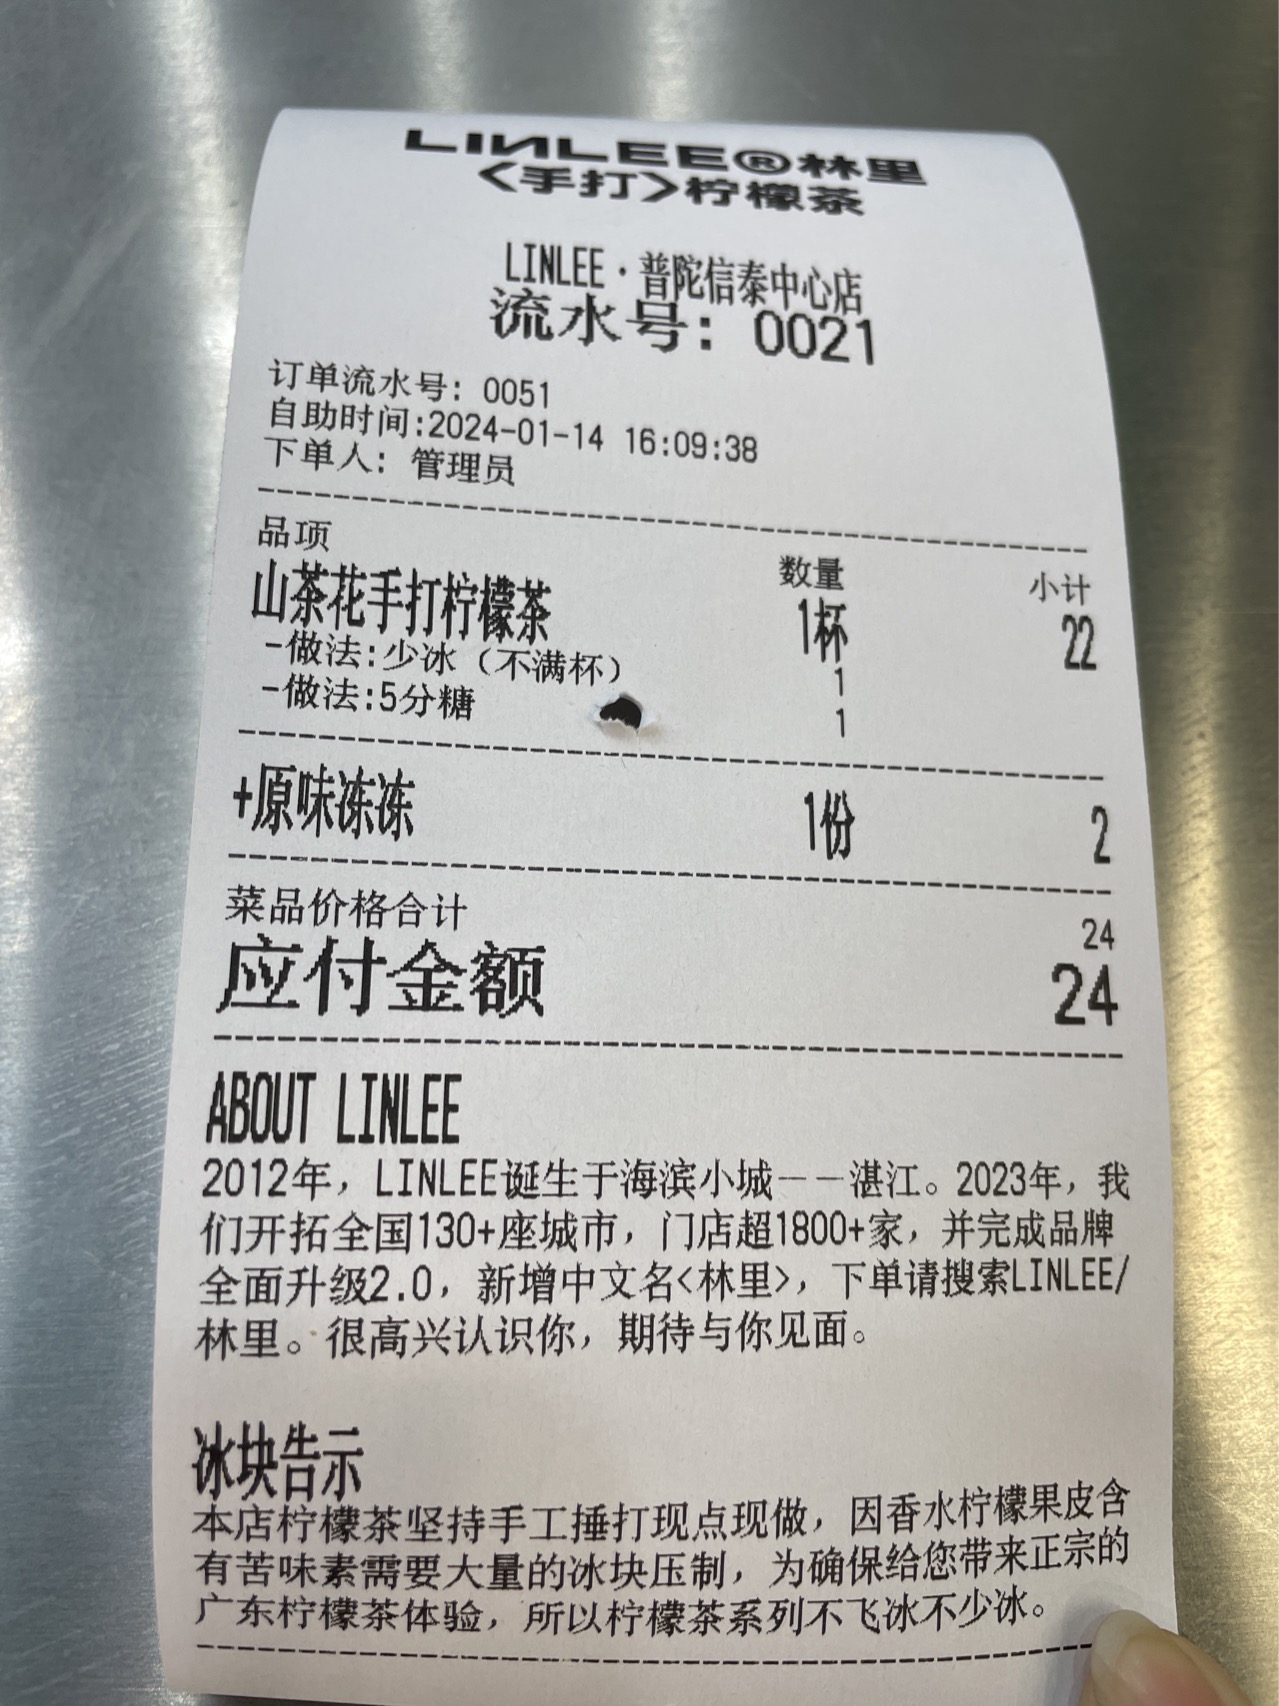 LINLEE®林里
<手打>柠檬茶
LINLEE·普陀信泰中心店
流水号: 0021
订单流水号: 0051
自助时间:2024-01-14 16:09:38
下单人: 管理员
品项 数量 小计
山茶花手打柠檬茶 1杯 22
-做法:少冰（不满杯） 1
-做法:5分糖 1
+原味冻冻 1份 2
菜品价格合计 24
应付金额 24
ABOUT LINLEE
2012年，LINLEE诞生于海滨小城——湛江。2023年，我
们开拓全国130+座城市，门店超1800+家，并完成品牌
全面升级2.0，新增中文名<林里>，下单请搜索LINLEE/
林里。很高兴认识你，期待与你见面。
冰块告示
本店柠檬茶坚持手工捶打现点现做，因香水柠檬果皮含
有苦味素需要大量的冰块压制，为确保给您带来正宗的
广东柠檬茶体验，所以柠檬茶系列不飞冰不少冰。